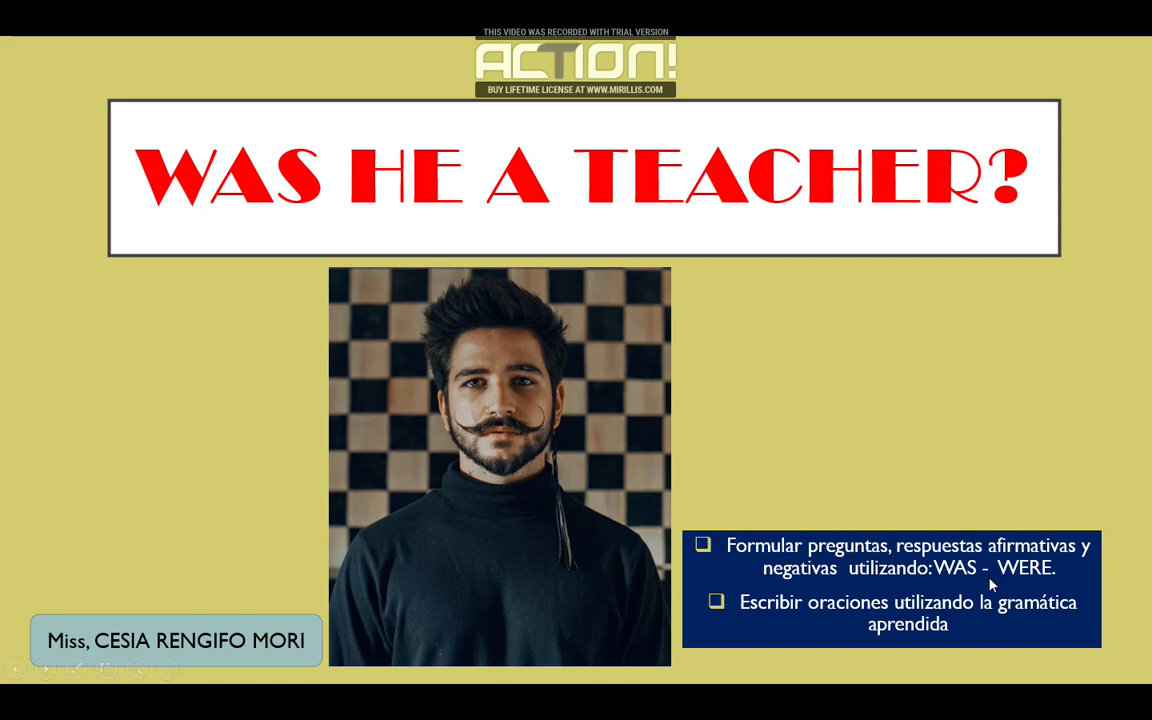 THIS VIDEO WAS RECORDED WITH TRIAL VERSION
ACTION!
BUY LIFETIME LICENSE AT WWW.MIRILLIS.COM
WAS HE A TEACHER?
Formular preguntas, respuestas afirmativas y
negativas utilizando: WAS - WERE.
Escribir oraciones utilizando la gramática
aprendida
Miss, CESIA RENGIFO MORI